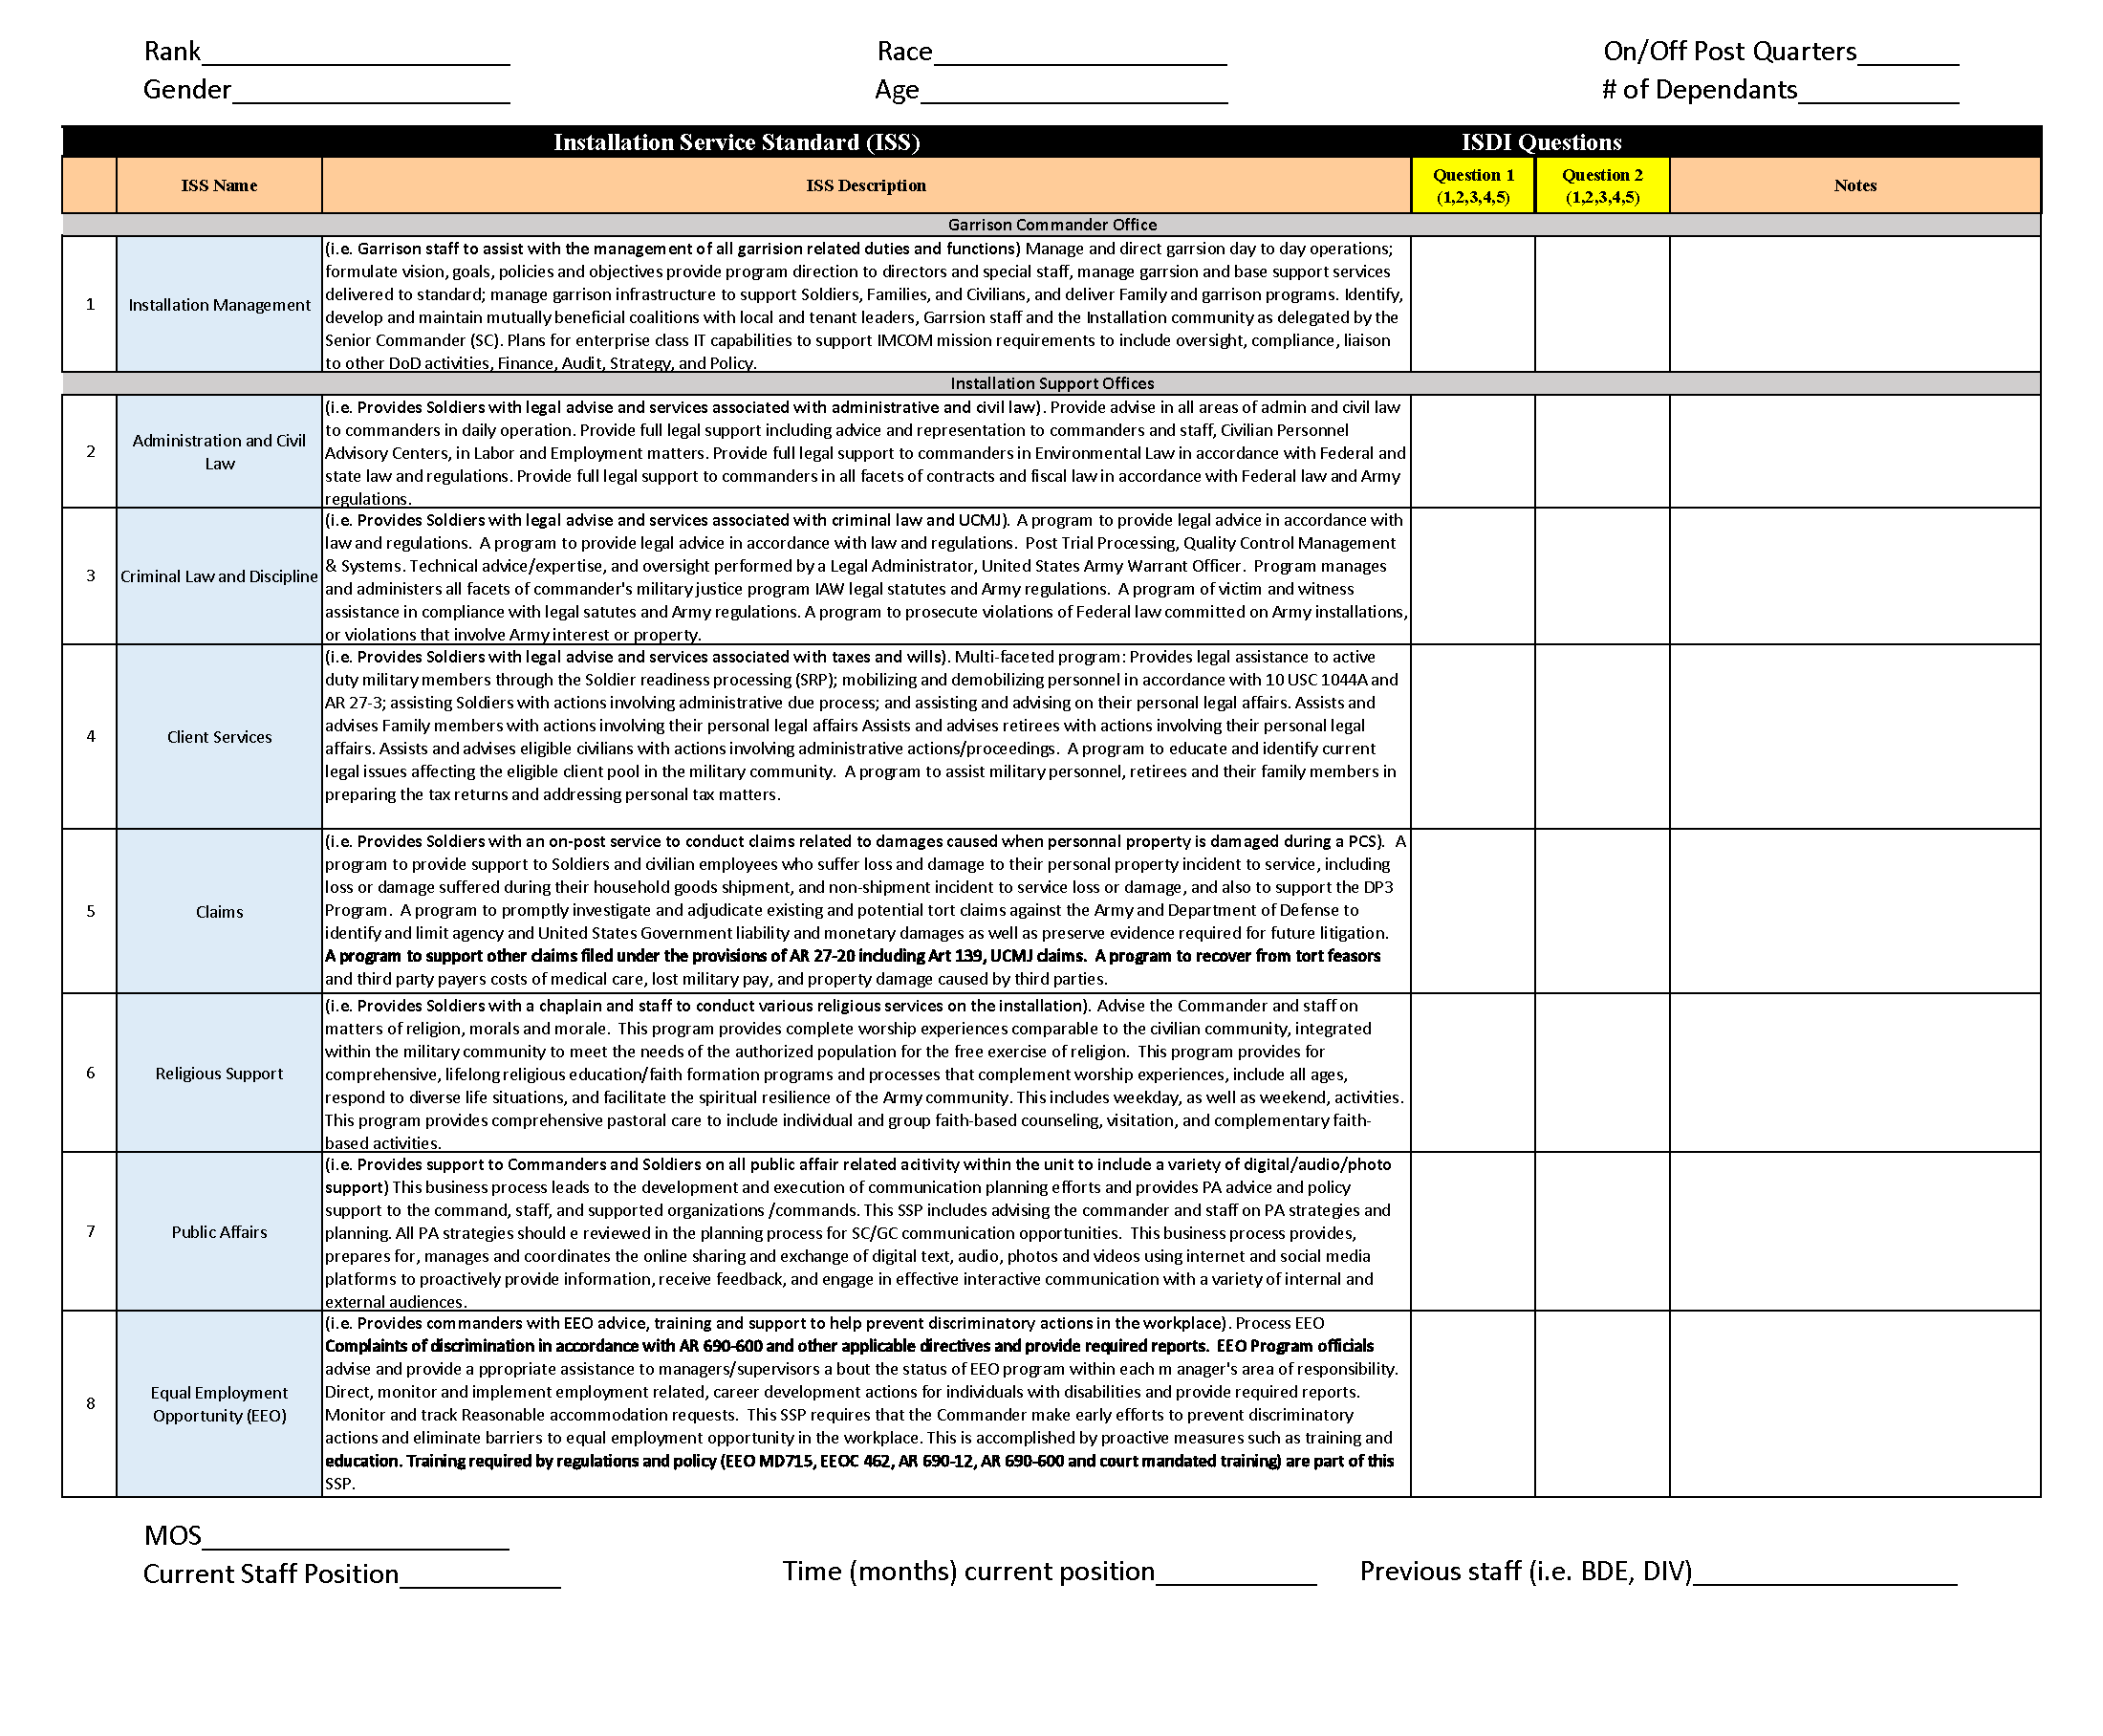 Rank______________________ Race_____________________ On/Off Post Quarters_______
Gender____________________ Age______________________ # of Dependants___________
Installation Service Standard (ISS) ISDI Questions
ISS Name ISS Description Question 1 (1,2,3,4,5) Question 2 (1,2,3,4,5) Notes
Garrison Commander Office
1 Installation Management
(i.e. Garrison staff to assist with the management of all garrision related duties and functions) Manage and direct garrsion day to day operations;
formulate vision, goals, policies and objectives provide program direction to directors and special staff, manage garrsion and base support services
delivered to standard; manage garrison infrastructure to support Soldiers, Families, and Civilians, and deliver Family and garrison programs. Identify,
develop and maintain mutually beneficial coalitions with local and tenant leaders, Garrsion staff and the Installation community as delegated by the
Senior Commander (SC). Plans for enterprise class IT capabilities to support IMCOM mission requirements to include oversight, compliance, liaison
to other DoD activities, Finance, Audit, Strategy, and Policy.
Installation Support Offices
2 Administration and Civil
Law
(i.e. Provides Soldiers with legal advise and services associated with administrative and civil law). Provide advise in all areas of admin and civil law
to commanders in daily operation. Provide full legal support including advice and representation to commanders and staff, Civilian Personnel
Advisory Centers, in Labor and Employment matters. Provide full legal support to commanders in Environmental Law in accordance with Federal and
state law and regulations. Provide full legal support to commanders in all facets of contracts and fiscal law in accordance with Federal law and Army
regulations.
3 Criminal Law and Discipline
(i.e. Provides Soldiers with legal advise and services associated with criminal law and UCMJ). A program to provide legal advice in accordance with
law and regulations. A program to provide legal advice in accordance with law and regulations. Post Trial Processing, Quality Control Management
& Systems. Technical advice/expertise, and oversight performed by a Legal Administrator, United States Army Warrant Officer. Program manages
and administers all facets of commander's military justice program IAW legal statutes and Army regulations. A program of victim and witness
assistance in compliance with legal satutes and Army regulations. A program to prosecute violations of Federal law committed on Army installations,
or violations that involve Army interest or property.
4 Client Services
(i.e. Provides Soldiers with legal advise and services associated with taxes and wills). Multi-faceted program: Provides legal assistance to active
duty military members through the Soldier readiness processing (SRP); mobilizing and demobilizing personnel in accordance with 10 USC 1044A and
AR 27-3; assisting Soldiers with actions involving administrative due process; and assisting and advising on their personal legal affairs. Assists and
advises Family members with actions involving their personal legal affairs Assists and advises retirees with actions involving their personal legal
affairs. Assists and advises eligible civilians with actions involving administrative actions/proceedings. A program to educate and identify current
legal issues affecting the eligible client pool in the military community. A program to assist military personnel, retirees and their family members in
preparing the tax returns and addressing personal tax matters.
5 Claims
(i.e. Provides Soldiers with an on-post service to conduct claims related to damages caused when personnal property is damaged during a PCS). A
program to provide support to Soldiers and civilian employees who suffer loss and damage to their personal property incident to service, including
loss or damage suffered during their household goods shipment, and non-shipment incident to service loss or damage, and also to support the DP3
Program. A program to promptly investigate and adjudicate existing and potential tort claims against the Army and Department of Defense to
identify and limit agency and United States Government liability and monetary damages as well as preserve evidence required for future litigation.
A program to support other claims filed under the provisions of AR 27-20 including Art 139, UCMJ claims. A program to recover from tort feasors
and third party payers costs of medical care, lost military pay, and property damage caused by third parties.
6 Religious Support
(i.e. Provides Soldiers with a chaplain and staff to conduct various religious services on the installation). Advise the Commander and staff on
matters of religion, morals and morale. This program provides complete worship experiences comparable to the civilian community, integrated
within the military community to meet the needs of the authorized population for the free exercise of religion. This program provides for
comprehensive, lifelong religious education/faith formation programs and processes that complement worship experiences, include all ages,
respond to diverse life situations, and facilitate the spiritual resilience of the Army community. This includes weekday, as well as weekend, activities.
This program provides comprehensive pastoral care to include individual and group faith-based counseling, visitation, and complementary faith-
based activities.
7 Public Affairs
(i.e. Provides support to Commanders and Soldiers on all public affair related acitivity within the unit to include a variety of digital/audio/photo
support) This business process leads to the development and execution of communication planning efforts and provides PA advice and policy
support to the command, staff, and supported organizations /commands. This SSP includes advising the commander and staff on PA strategies and
planning. All PA strategies should e reviewed in the planning process for SC/GC communication opportunities. This business process provides,
prepares for, manages and coordinates the online sharing and exchange of digital text, audio, photos and videos using internet and social media
platforms to proactively provide information, receive feedback, and engage in effective interactive communication with a variety of internal and
external audiences.
8 Equal Employment
Opportunity (EEO)
(i.e. Provides commanders with EEO advice, training and support to help prevent discriminatory actions in the workplace). Process EEO
Complaints of discrimination in accordance with AR 690-600 and other applicable directives and provide required reports. EEO Program officials
advise and provide a ppropriate assistance to managers/supervisors a bout the status of EEO program within each m anager's area of responsibility.
Direct, monitor and implement employment related, career development actions for individuals with disabilities and provide required reports.
Monitor and track Reasonable accommodation requests. This SSP requires that the Commander make early efforts to prevent discriminatory
actions and eliminate barriers to equal employment opportunity in the workplace. This is accomplished by proactive measures such as training and
education. Training required by regulations and policy (EEO MD715, EEOC 462, AR 690-12, AR 690-600 and court mandated training) are part of this
SSP.
MOS______________________
Current Staff Position___________ Time (months) current position___________ Previous staff (i.e. BDE, DIV)__________________